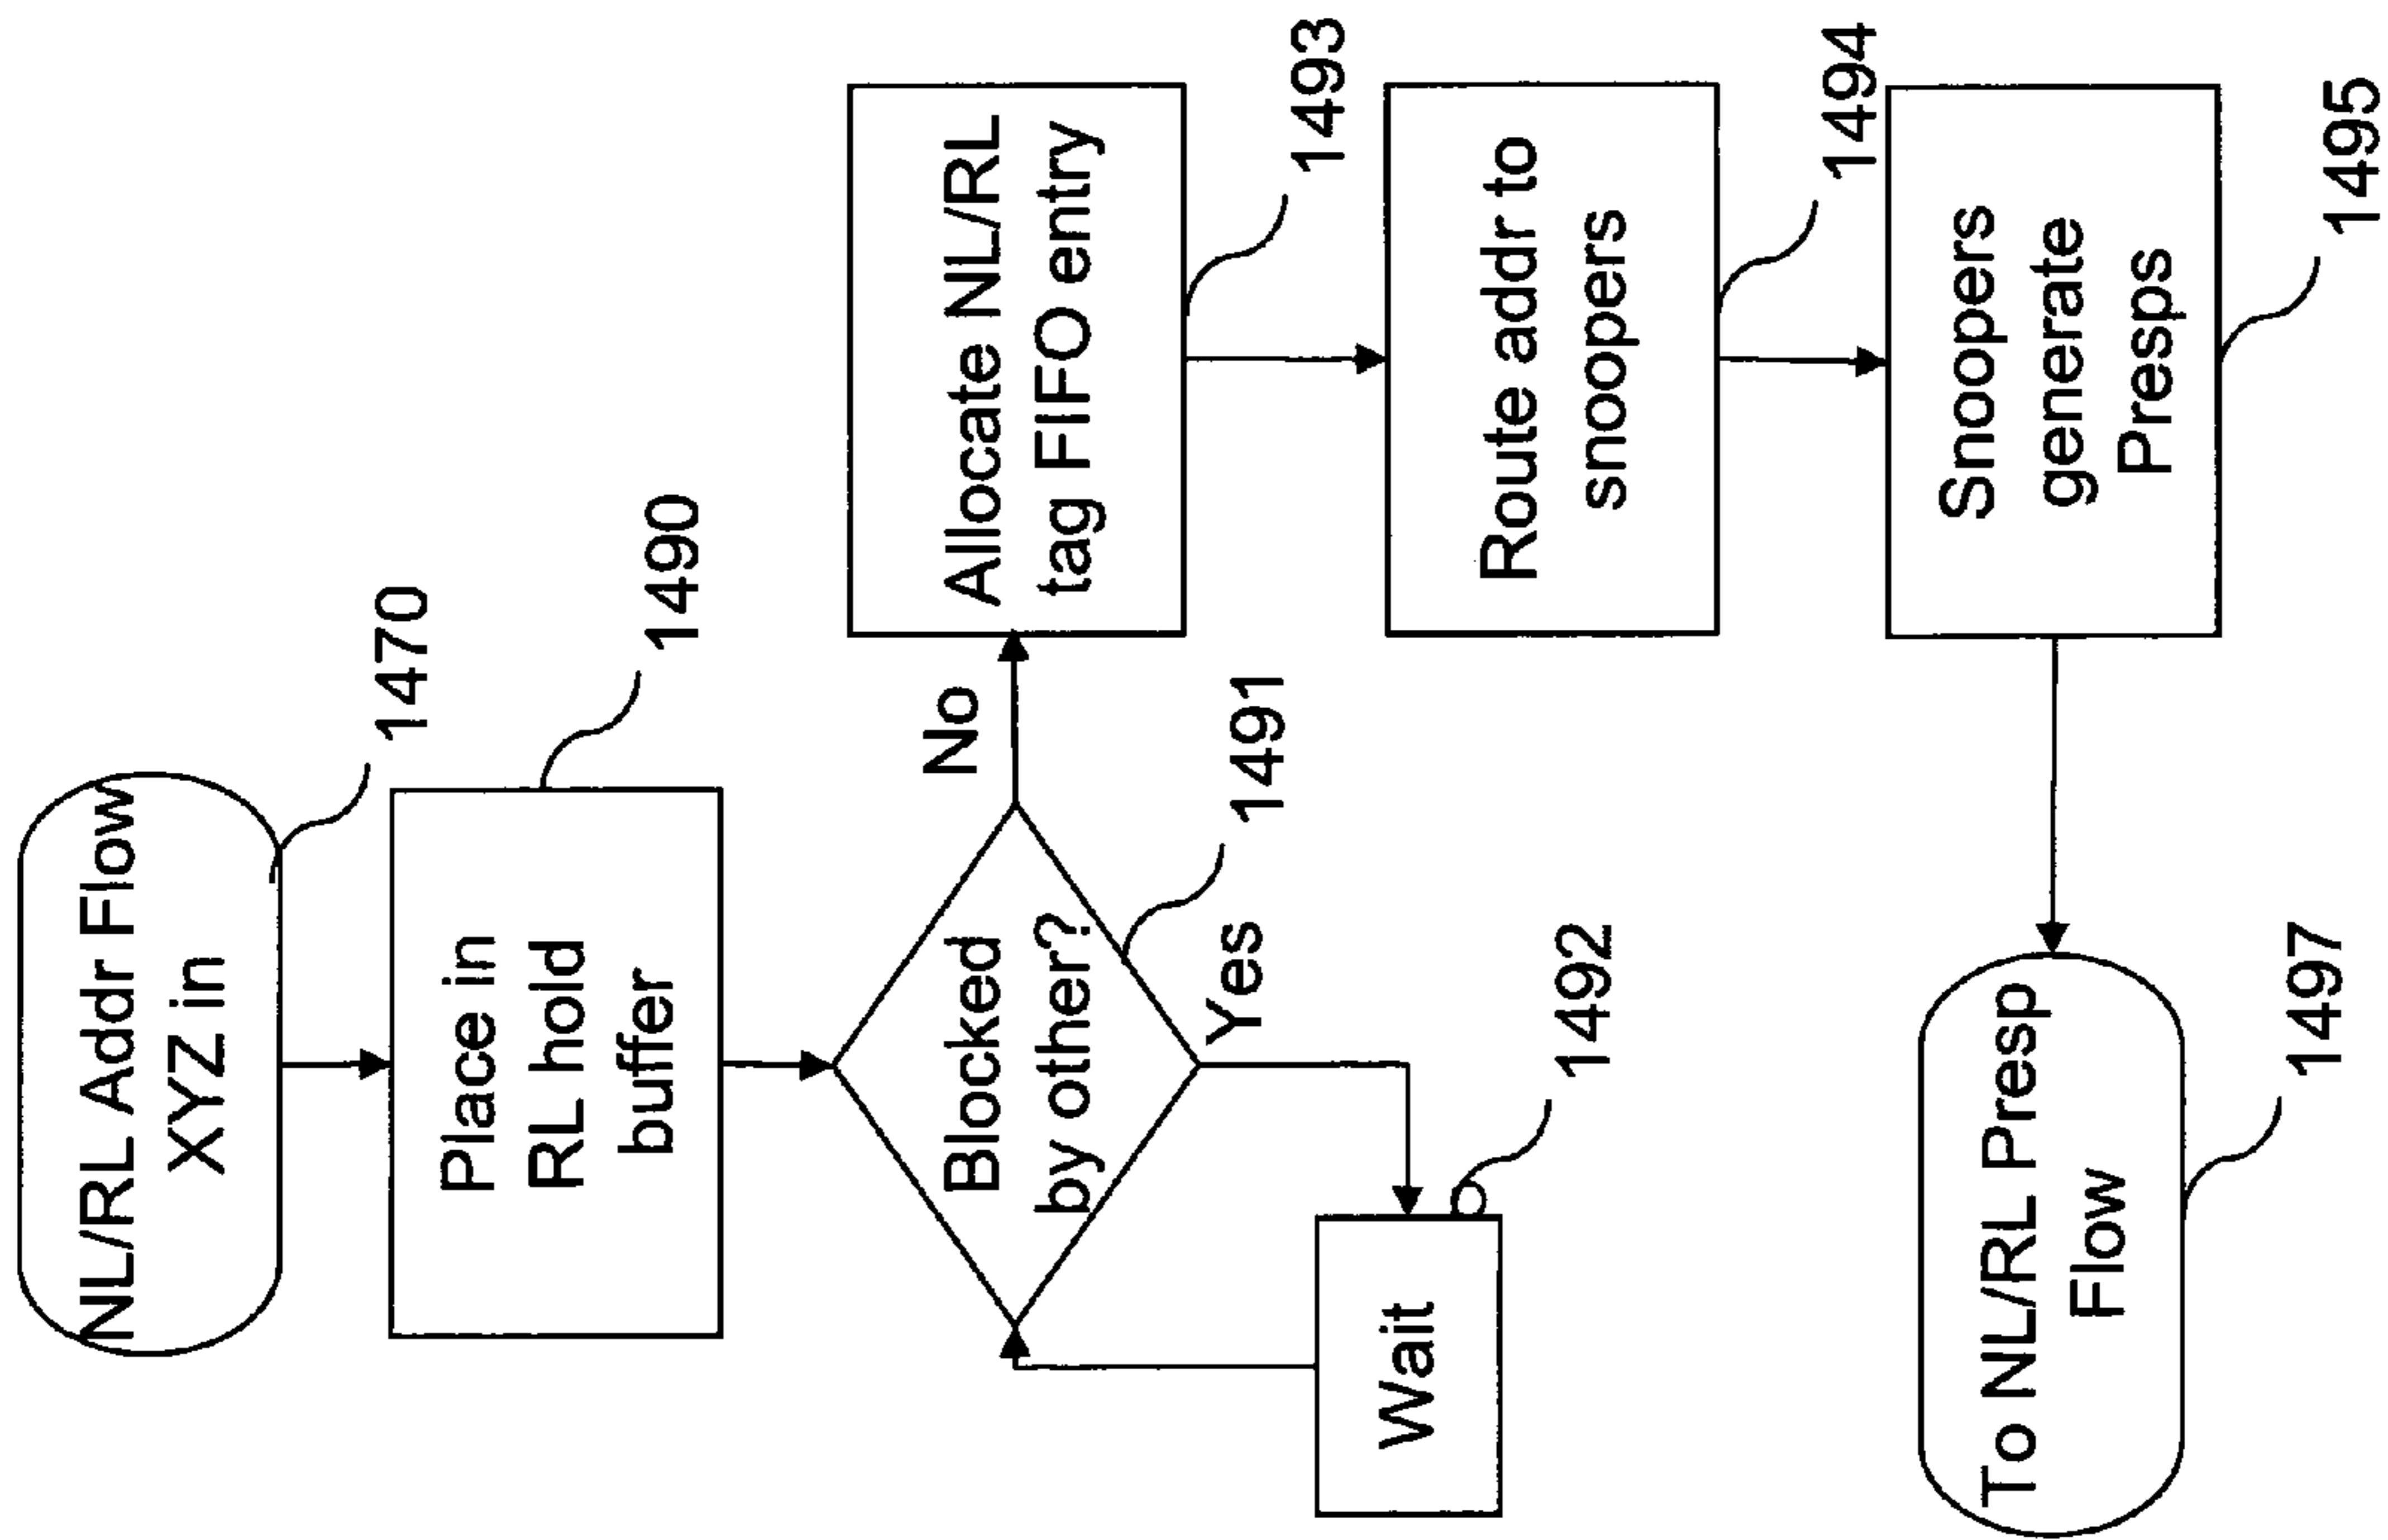 NL/RL Addr Flow
XYZ in
1470
Place in
RL hold
buffer
1490
Blocked
by other?
1491
No
Yes
Wait
1492
Allocate NL/RL
tag FIFO entry
1493
Route addr to
snoopers
1494
Snoopers
generate
Presps
1495
To NL/RL Presp
Flow
1497